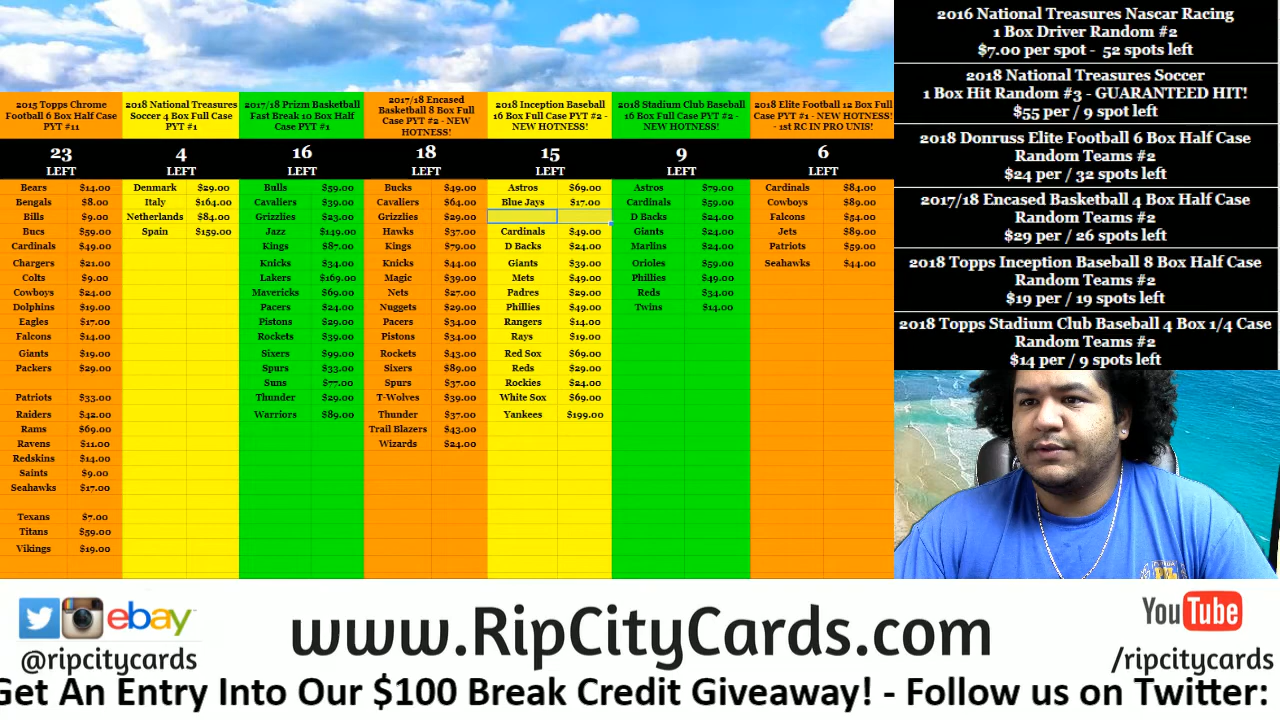 2015 Topps Chrome
Football 6 Box Half Case
PYT #11
23
LEFT
Bears $14.00
Bengals $8.00
Bills $9.00
Bucs $59.00
Cardinals $49.00
Chargers $21.00
Colts $9.00
Cowboys $24.00
Dolphins $19.00
Eagles $17.00
Falcons $14.00
Giants $19.00
Packers $29.00
Patriots $33.00
Raiders $42.00
Rams $69.00
Ravens $11.00
Redskins $14.00
Saints $9.00
Seahawks $17.00
Texans $7.00
Titans $59.00
Vikings $19.00
2018 National Treasures
Soccer 4 Box Full Case
PYT #1
4
LEFT
Denmark $29.00
Italy $164.00
Netherlands $84.00
Spain $159.00
2017/18 Prizm Basketball
Fast Break 10 Box Half
Case PYT #1
16
LEFT
Bulls $59.00
Cavaliers $39.00
Grizzlies $23.00
Jazz $149.00
Kings $87.00
Knicks $34.00
Lakers $169.00
Mavericks $69.00
Pacers $24.00
Pistons $29.00
Rockets $39.00
Sixers $99.00
Spurs $33.00
Suns $77.00
Thunder $29.00
Warriors $89.00
2017/18 Encased
Basketball 8 Box Full
Case PYT #2 - NEW
HOTNESS!
18
LEFT
Bucks $49.00
Cavaliers $64.00
Grizzlies $29.00
Hawks $37.00
Kings $79.00
Knicks $44.00
Magic $39.00
Nets $27.00
Nuggets $29.00
Pacers $34.00
Pistons $34.00
Rockets $43.00
Sixers $89.00
Spurs $37.00
T-Wolves $39.00
Thunder $37.00
Trail Blazers $43.00
Wizards $24.00
2018 Inception Baseball
16 Box Full Case PYT #2 -
NEW HOTNESS!
15
LEFT
Astros $69.00
Blue Jays $17.00
Cardinals $49.00
D Backs $24.00
Giants $39.00
Mets $49.00
Padres $29.00
Phillies $49.00
Rangers $14.00
Rays $19.00
Red Sox $69.00
Reds $29.00
Rockies $24.00
White Sox $69.00
Yankees $199.00
2018 Stadium Club Baseball
16 Box Full Case PYT #2 -
NEW HOTNESS!
9
LEFT
Astros $79.00
Cardinals $59.00
D Backs $24.00
Giants $24.00
Marlins $24.00
Orioles $59.00
Phillies $49.00
Reds $34.00
Twins $14.00
2018 Elite Football 12 Box Full
Case PYT #1 - NEW HOTNESS!
- 1st RC IN PRO UNIS!
6
LEFT
Cardinals $84.00
Cowboys $89.00
Falcons $54.00
Jets $89.00
Patriots $59.00
Seahawks $44.00
2016 National Treasures Nascar Racing
1 Box Driver Random #2
$7.00 per spot - 52 spots left
2018 National Treasures Soccer
1 Box Hit Random #3 - GUARANTEED HIT!
$55 per / 9 spot left
2018 Donruss Elite Football 6 Box Half Case
Random Teams #2
$24 per / 32 spots left
2017/18 Encased Basketball 4 Box Half Case
Random Teams #2
$29 per / 26 spots left
2018 Topps Inception Baseball 8 Box Half Case
Random Teams #2
$19 per / 19 spots left
2018 Topps Stadium Club Baseball 4 Box 1/4 Case
Random Teams #2
$14 per / 9 spots left
ebay
@ripcitycards
www.RipCityCards.com
YouTube
/ripcitycards
Get An Entry Into Our $100 Break Credit Giveaway! - Follow us on Twitter: